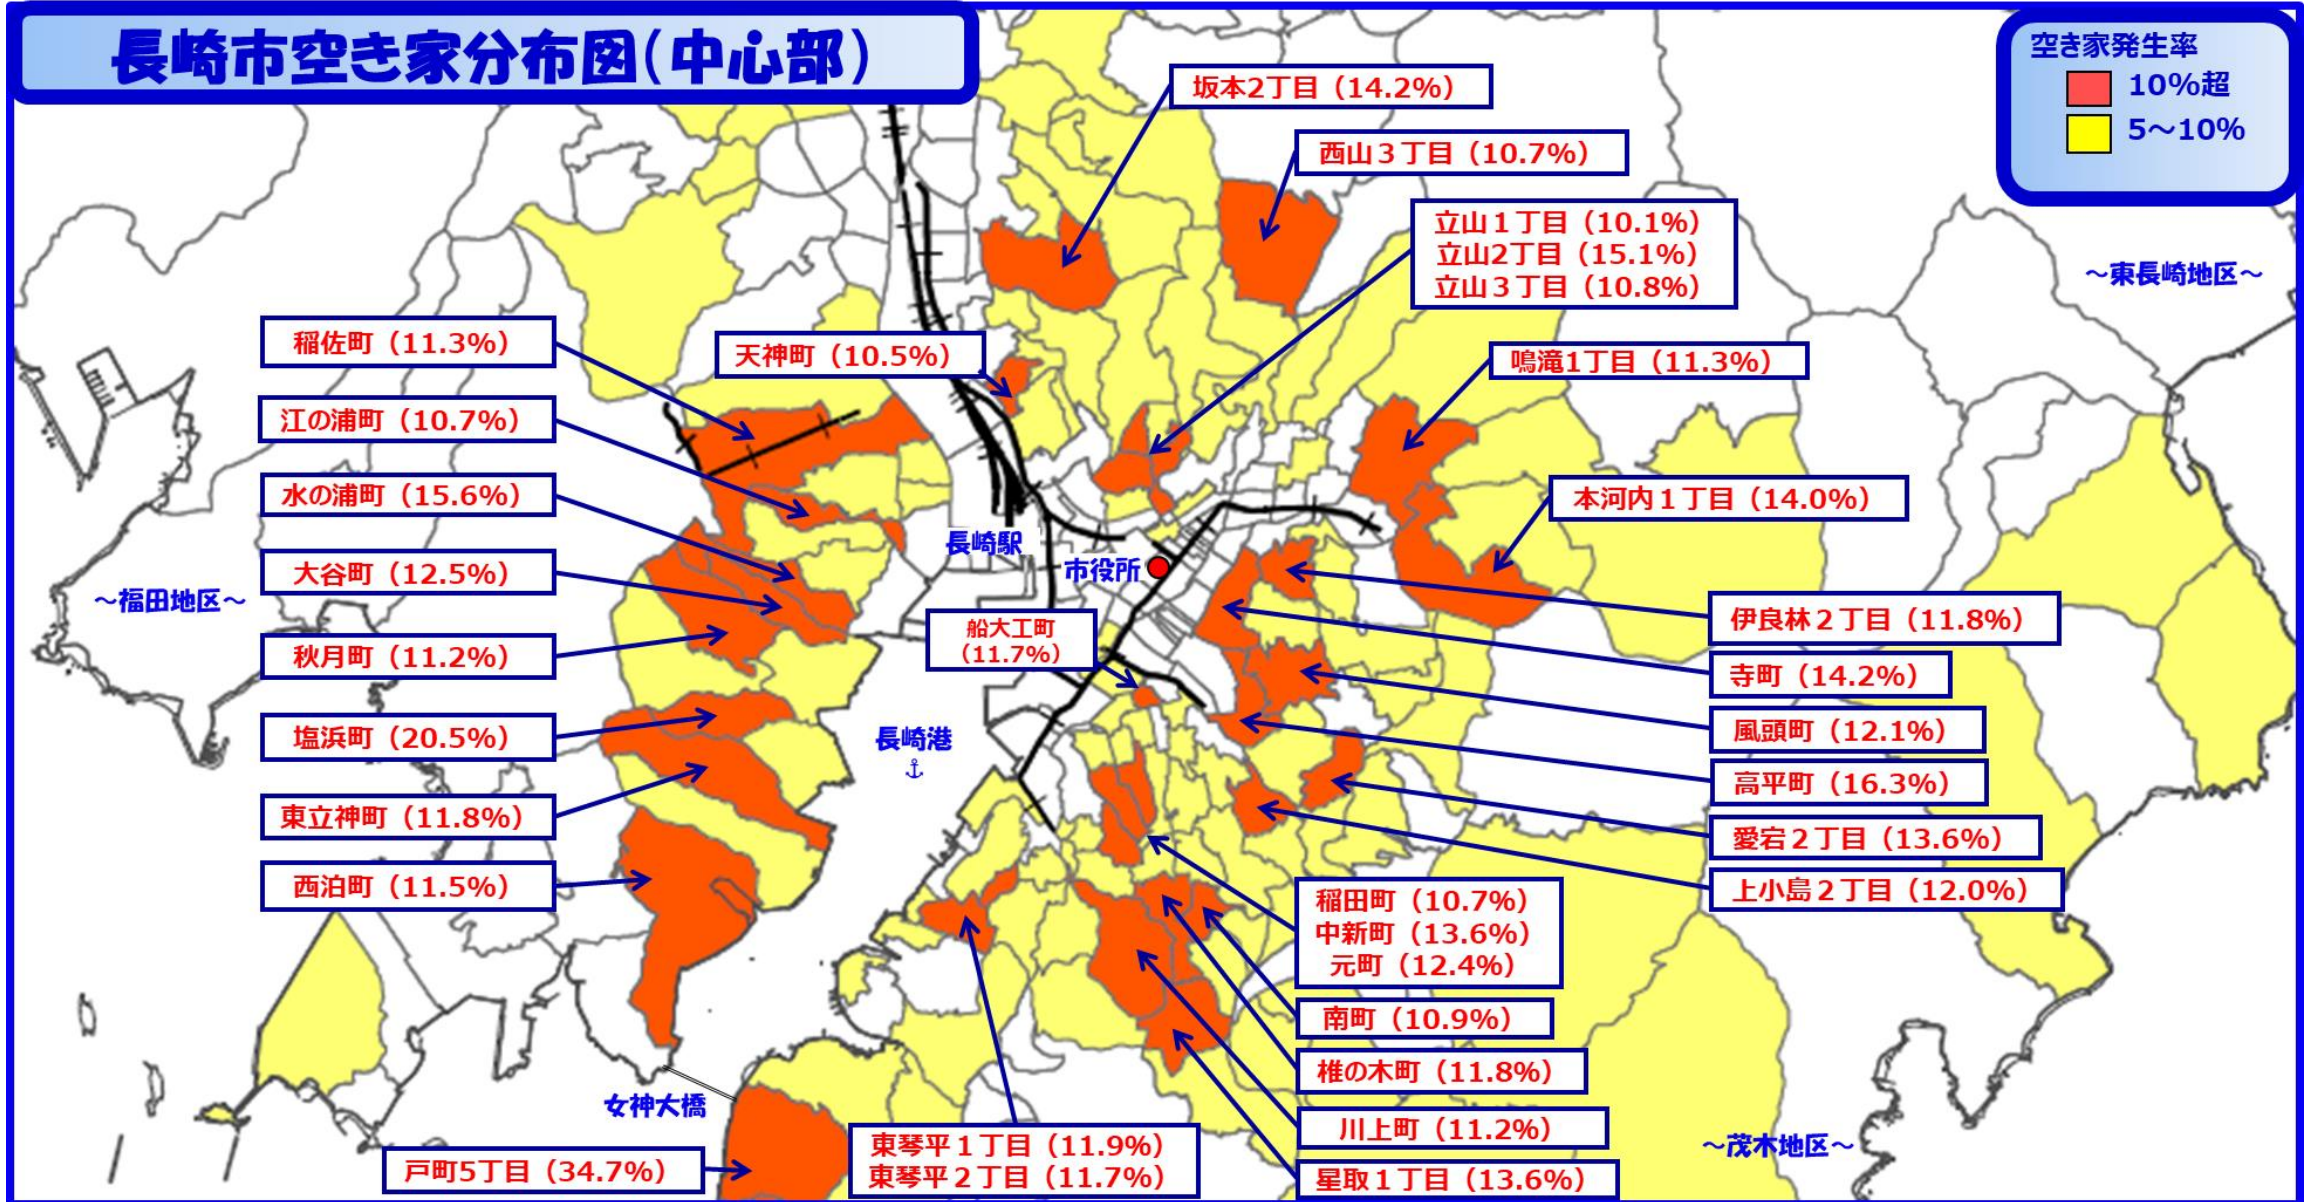 長崎市空き家分布図（中心部）
空き家発生率
10％超
5～10％
坂本2丁目（14.2％）
西山３丁目（10.7％）
立山１丁目（10.1％）
立山2丁目（15.1％）
立山３丁目（10.8％）
～東長崎地区～
稲佐町（11.3％）
天神町（10.5％）
鳴滝1丁目（11.3％）
江の浦町（10.7％）
水の浦町（15.6％）
本河内１丁目（14.0％）
長崎駅
市役所
大谷町（12.5％）
～福田地区～
船大工町
（11.7％）
伊良林２丁目（11.8％）
秋月町（11.2％）
寺町（14.2％）
塩浜町（20.5％）
長崎港
風頭町（12.1％）
高平町（16.3％）
東立神町（11.8％）
愛宕２丁目（13.6％）
西泊町（11.5％）
上小島２丁目（12.0％）
稲田町（10.7％）
中新町（13.6％）
元町（12.4％）
南町（10.9％）
椎の木町（11.8％）
女神大橋
川上町（11.2％）
～茂木地区～
戸町5丁目（34.7％）
東琴平１丁目（11.9％）
東琴平２丁目（11.7％）
星取１丁目（13.6％）